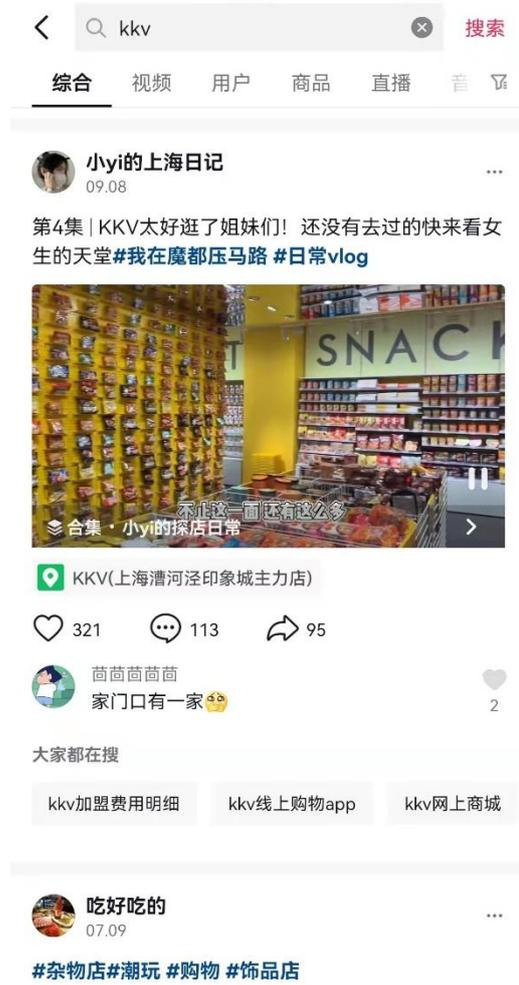 kkv
搜索
综合
视频
用户
商品
直播
音
小yi的上海日记
09.08
第4集 | KKV太好逛了姐妹们！还没有去过的快来看女
生的天堂#我在魔都压马路 #日常vlog
SNACK
不止这一面 还有这么多
合集 · 小yi的探店日常
KKV(上海漕河泾印象城主力店)
321
113
95
茴茴茴茴茴
家门口有一家
2
大家都在搜
kkv加盟费用明细
kkv线上购物app
kkv网上商城
吃好吃的
07.09
#杂物店#潮玩 #购物 #饰品店